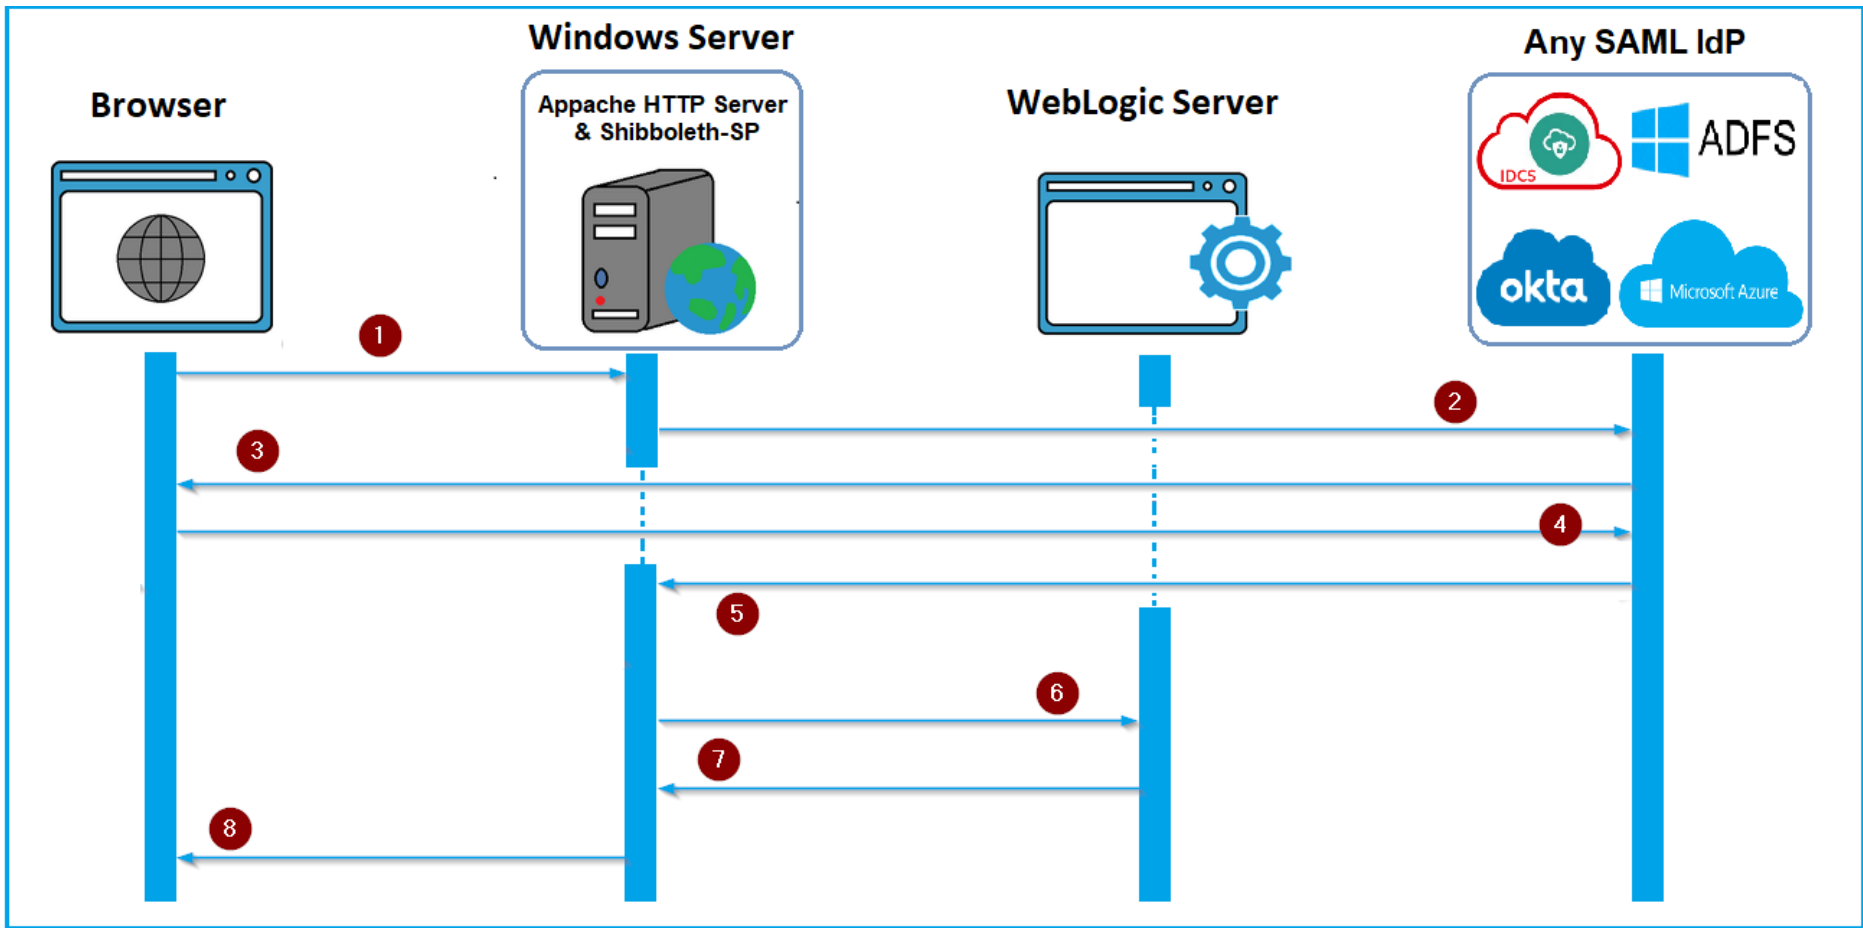 Browser
Windows Server
Appache HTTP Server
& Shibboleth-SP
WebLogic Server
Any SAML IdP
IDCS
ADFS
okta
Microsoft Azure
1
2
3
4
5
6
7
8